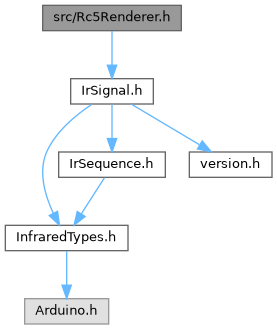 src/Rc5Renderer.h
IrSignal.h
IrSequence.h
version.h
InfraredTypes.h
Arduino.h